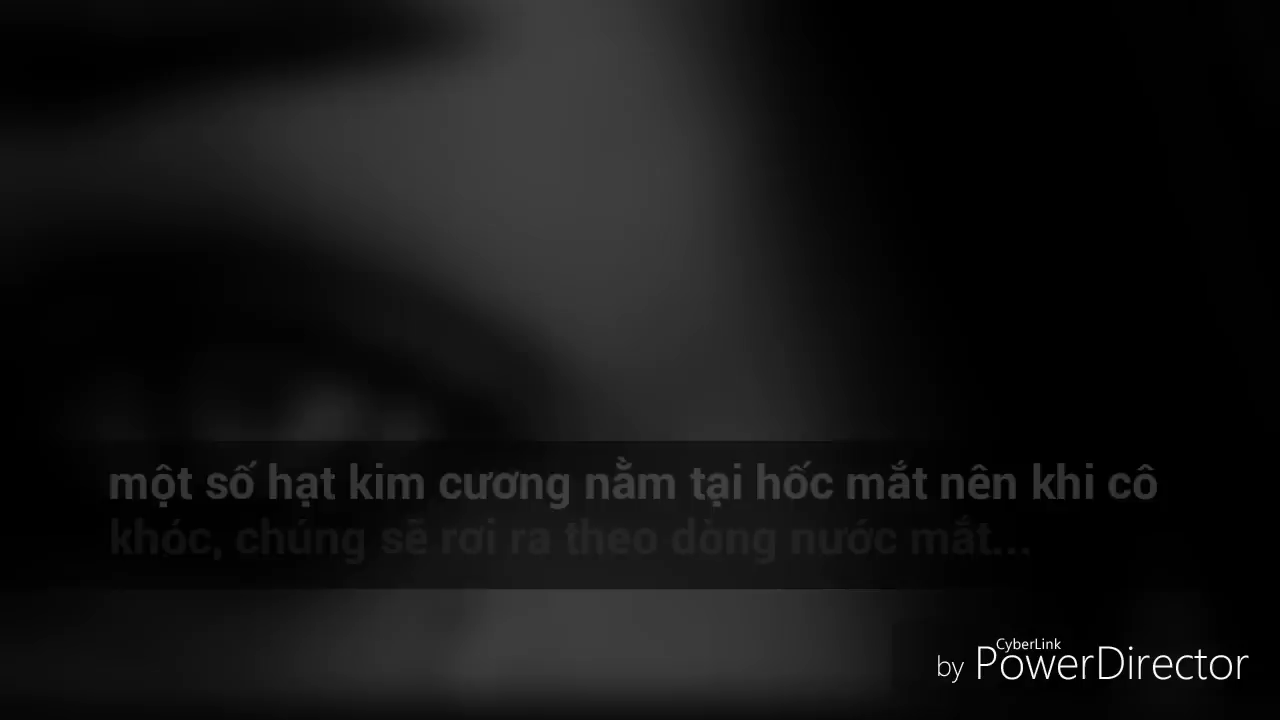 một số hạt kim cương nằm tại hốc mắt nên khi cô
khóc, chúng sẽ rơi ra theo dòng nước mắt...
CyberLink
by PowerDirector